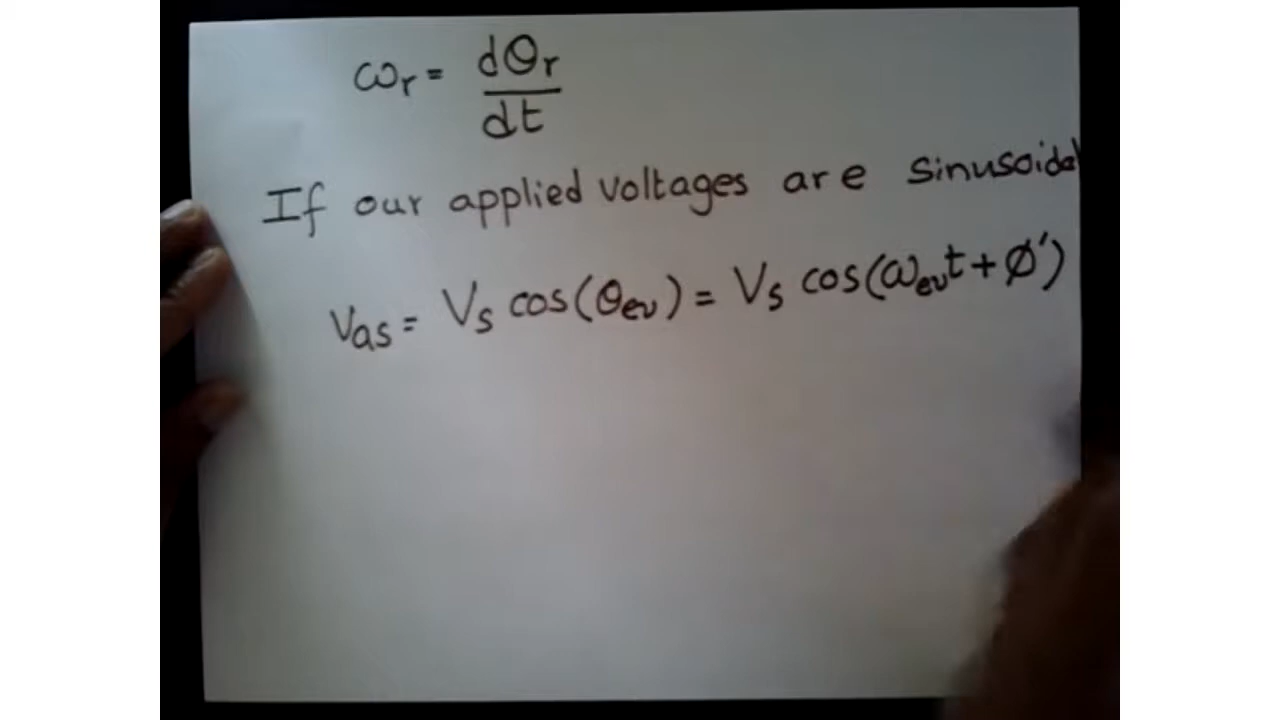 ωr = dθr/dt
If our applied voltages are sinusoidal
Vas = Vs cos(θev) = Vs cos(ωevt + φ′)